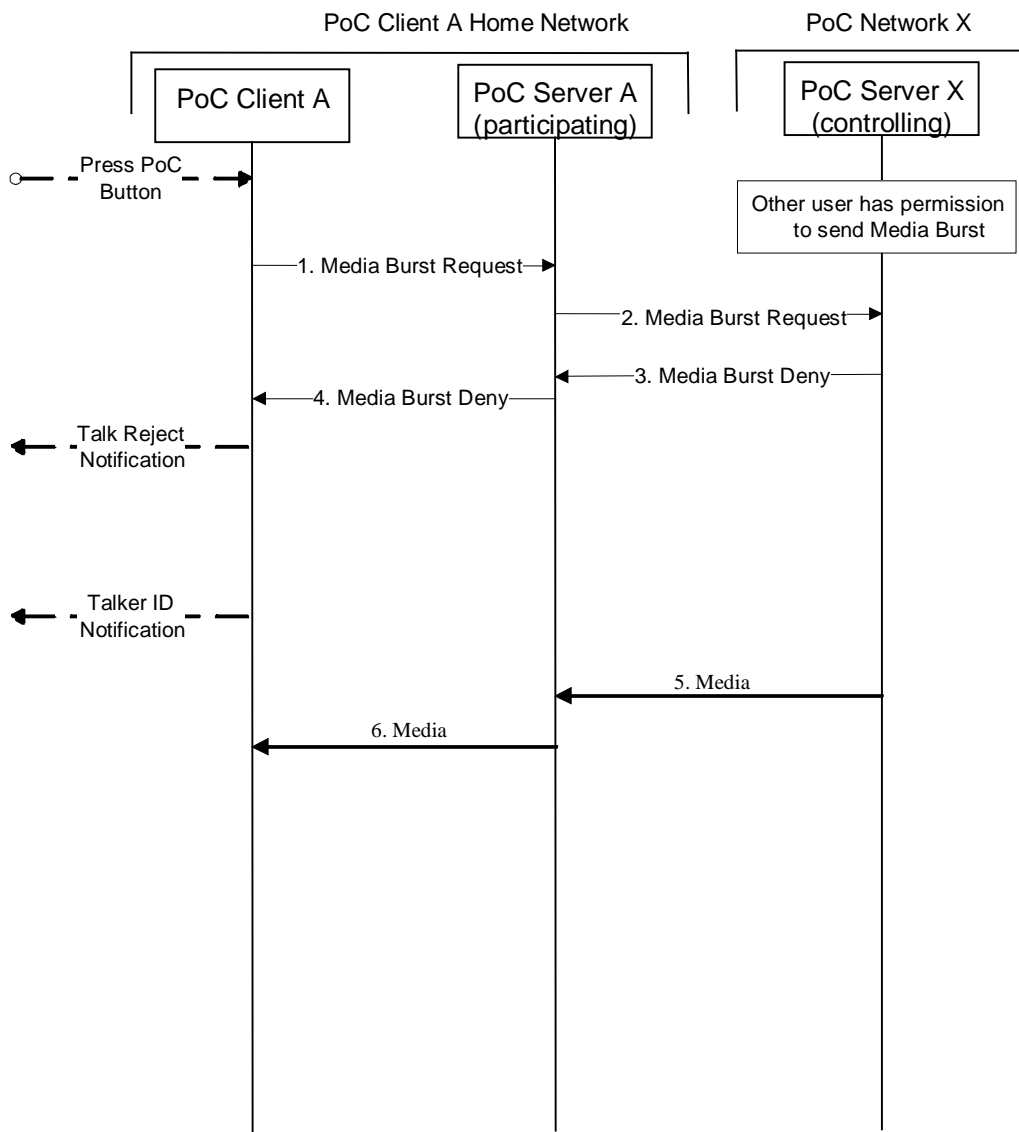 PoC Client A Home Network
PoC Network X
PoC Client A
PoC Server A
(participating)
PoC Server X
(controlling)
Press PoC
Button
Other user has permission
to send Media Burst
1. Media Burst Request
2. Media Burst Request
3. Media Burst Deny
4. Media Burst Deny
Talk Reject
Notification
Talker ID
Notification
5. Media
6. Media